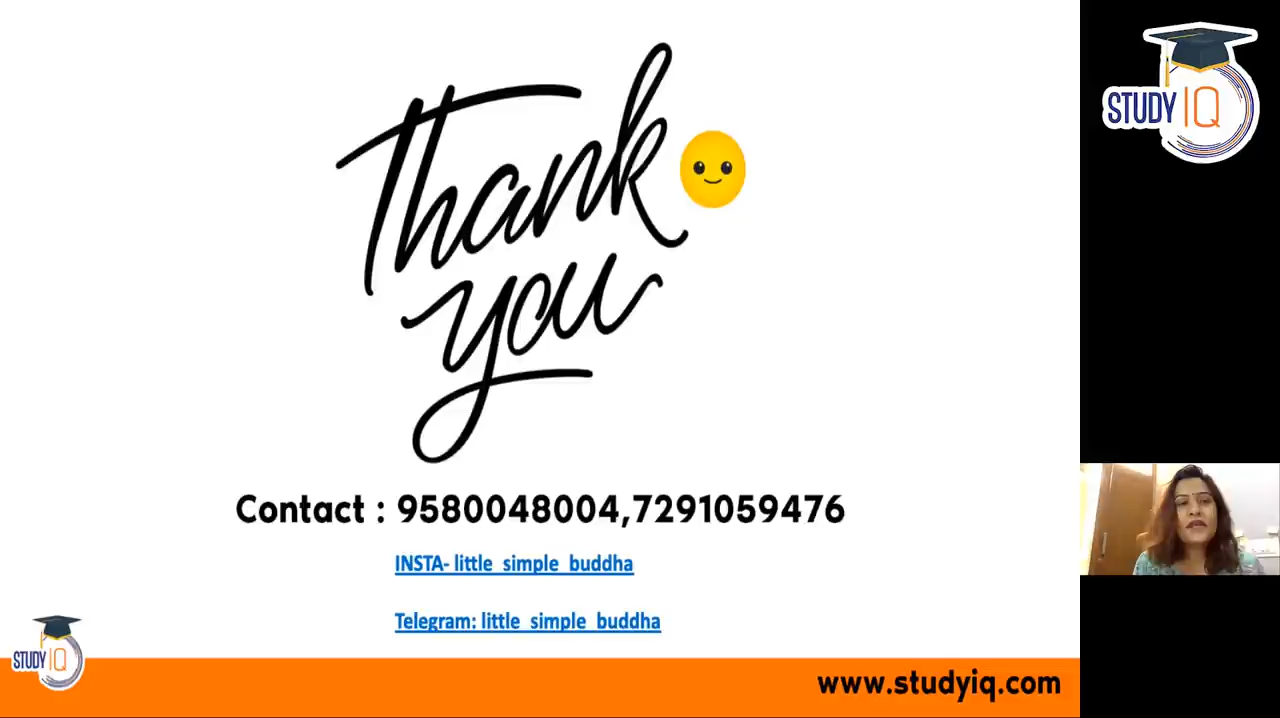 STUDY IQ
Thank
you
Contact : 9580048004,7291059476
INSTA- little_simple_buddha
Telegram: little_simple_buddha
STUDY IQ
www.studyiq.com